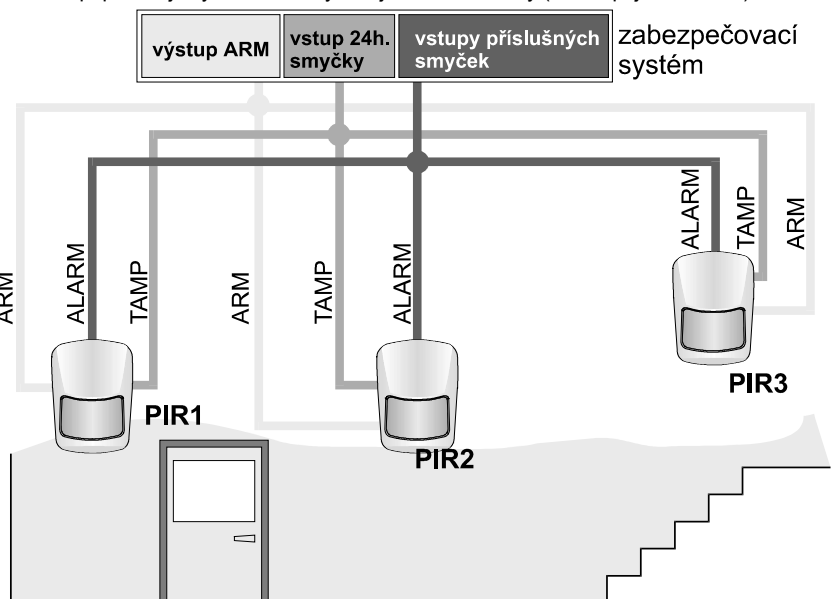 výstup ARM
vstup 24h.
smyčky
vstupy příslušných
smyček
zabezpečovací
systém
ARM
ALARM
TAMP
ARM
TAMP
ALARM
ALARM
TAMP
ARM
PIR1
PIR2
PIR3